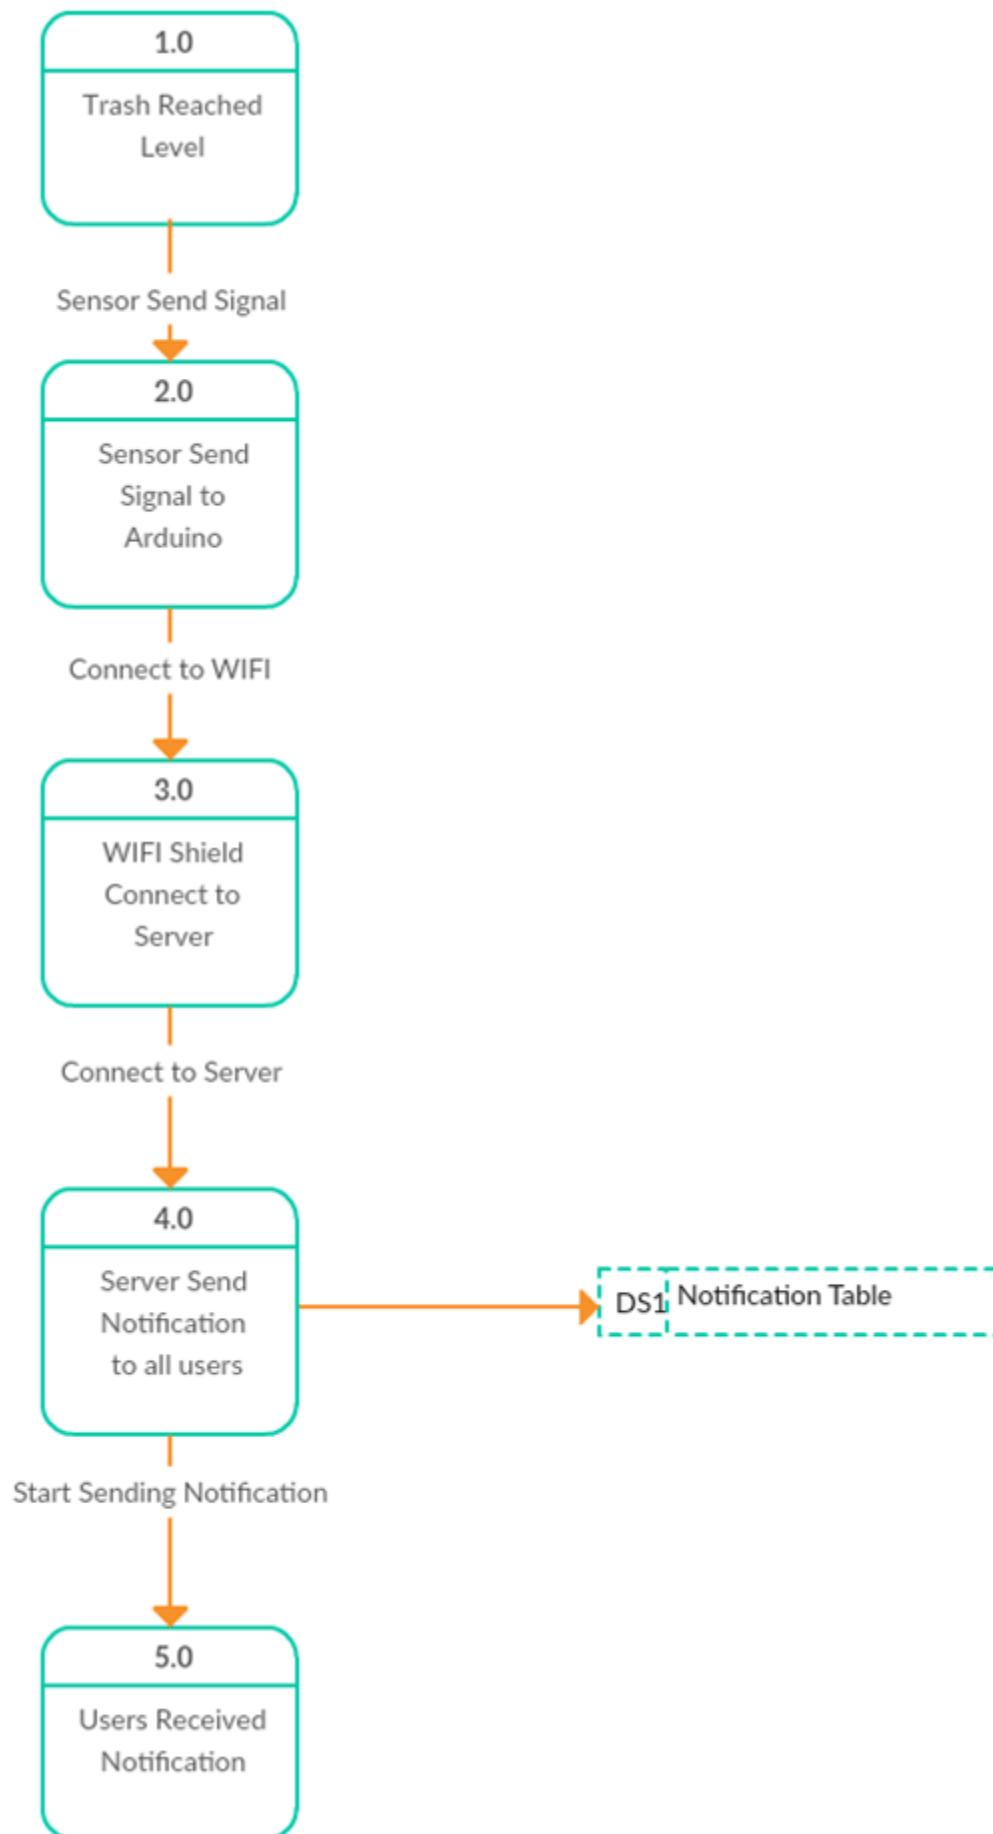 1.0
Trash Reached
Level
Sensor Send Signal
2.0
Sensor Send
Signal to
Arduino
Connect to WIFI
3.0
WIFI Shield
Connect to
Server
Connect to Server
4.0
Server Send
Notification
to all users
DS1 Notification Table
Start Sending Notification
5.0
Users Received
Notification